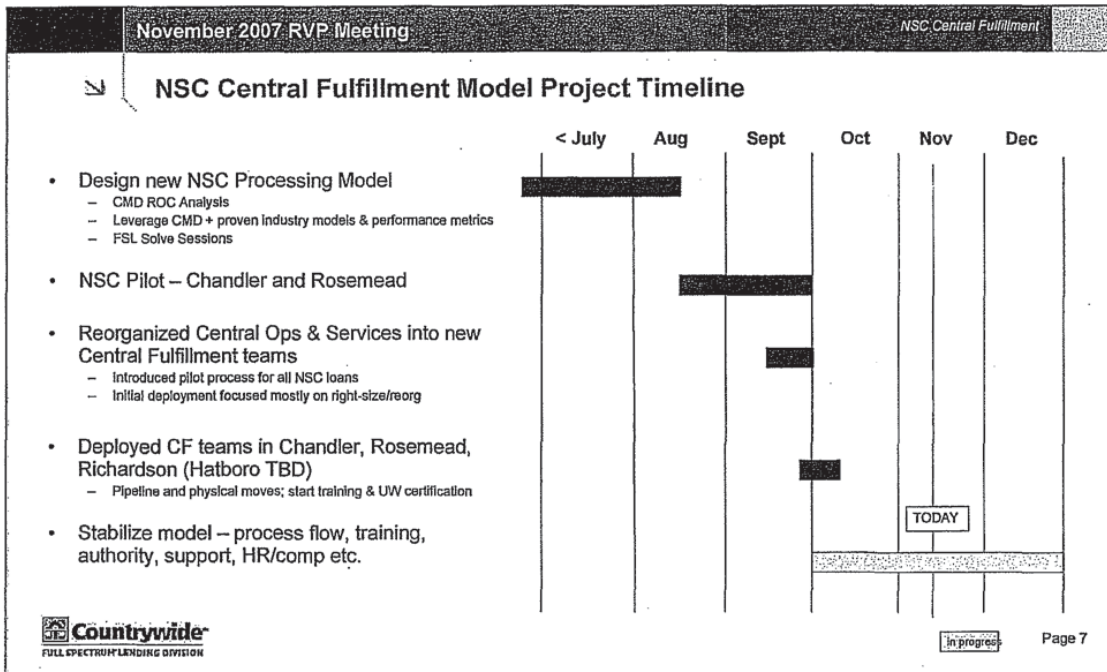 November 2007 RVP Meeting
NSC Central Fulfillment
NSC Central Fulfillment Model Project Timeline
< July Aug Sept Oct Nov Dec
• Design new NSC Processing Model
– CMD ROC Analysis
– Leverage CMD + proven industry models & performance metrics
– FSL Solve Sessions
• NSC Pilot – Chandler and Rosemead
• Reorganized Central Ops & Services into new
Central Fulfillment teams
– Introduced pilot process for all NSC loans
– Initial deployment focused mostly on right-size/reorg
• Deployed CF teams in Chandler, Rosemead,
Richardson (Hatboro TBD)
– Pipeline and physical moves; start training & UW certification
TODAY
• Stabilize model – process flow, training,
authority, support, HR/comp etc.
Countrywide
FULL SPECTRUM LENDING DIVISION
In progress
Page 7